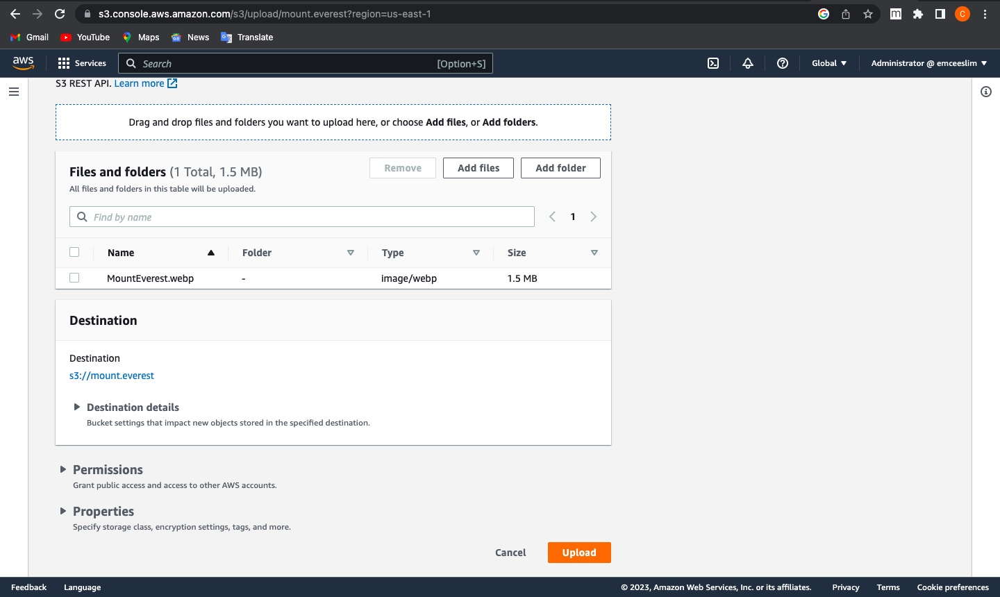 s3.console.aws.amazon.com/s3/upload/mount.everest?region=us-east-1
Gmail YouTube Maps News Translate
aws Services Search [Option+S] Global Administrator @ emceeslim
S3 REST API. Learn more
Drag and drop files and folders you want to upload here, or choose Add files, or Add folders.
Files and folders (1 Total, 1.5 MB) Remove Add files Add folder
All files and folders in this table will be uploaded.
Find by name 1
Name Folder Type Size
MountEverest.webp - image/webp 1.5 MB
Destination
Destination
s3://mount.everest
Destination details
Bucket settings that impact new objects stored in the specified destination.
Permissions
Grant public access and access to other AWS accounts.
Properties
Specify storage class, encryption settings, tags, and more.
Cancel Upload
Feedback Language © 2023, Amazon Web Services, Inc. or its affiliates. Privacy Terms Cookie preferences